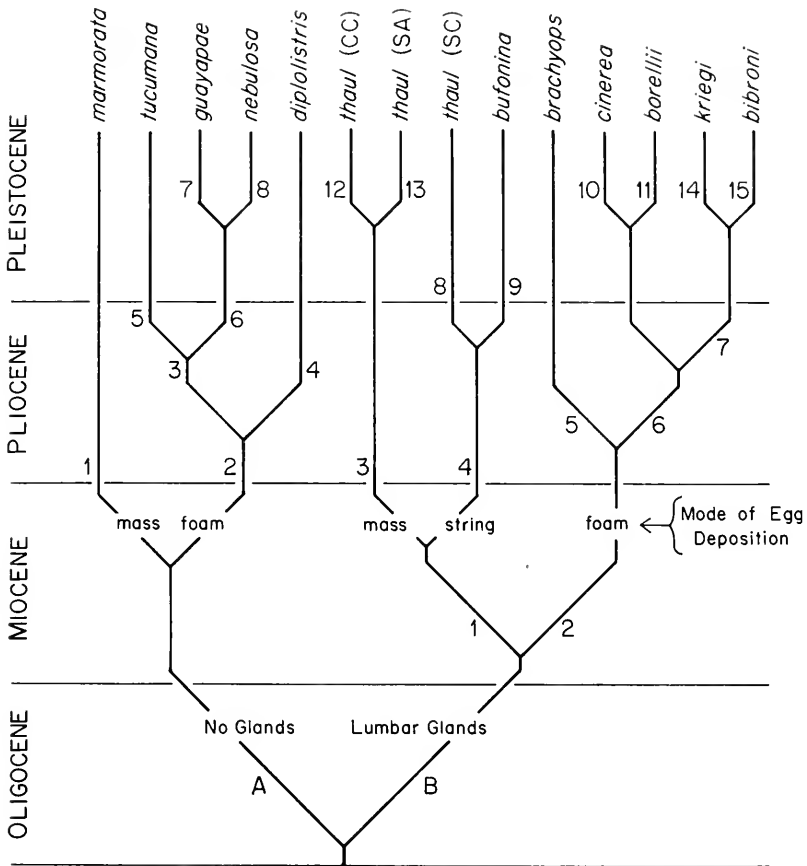 marmorata
tucumana
guayapae
nebulosa
diplolistris
thaul (CC)
thaul (SA)
thaul (SC)
bufonina
brachyops
cinerea
borellii
kriegi
bibroni
PLEISTOCENE
7
8
12
13
10
11
14
15
8
9
PLIOCENE
5
6
7
3
4
5
6
1
2
3
4
MIOCENE
mass
foam
mass
string
foam
Mode of Egg
Deposition
1
2
OLIGOCENE
No Glands
Lumbar Glands
A
B